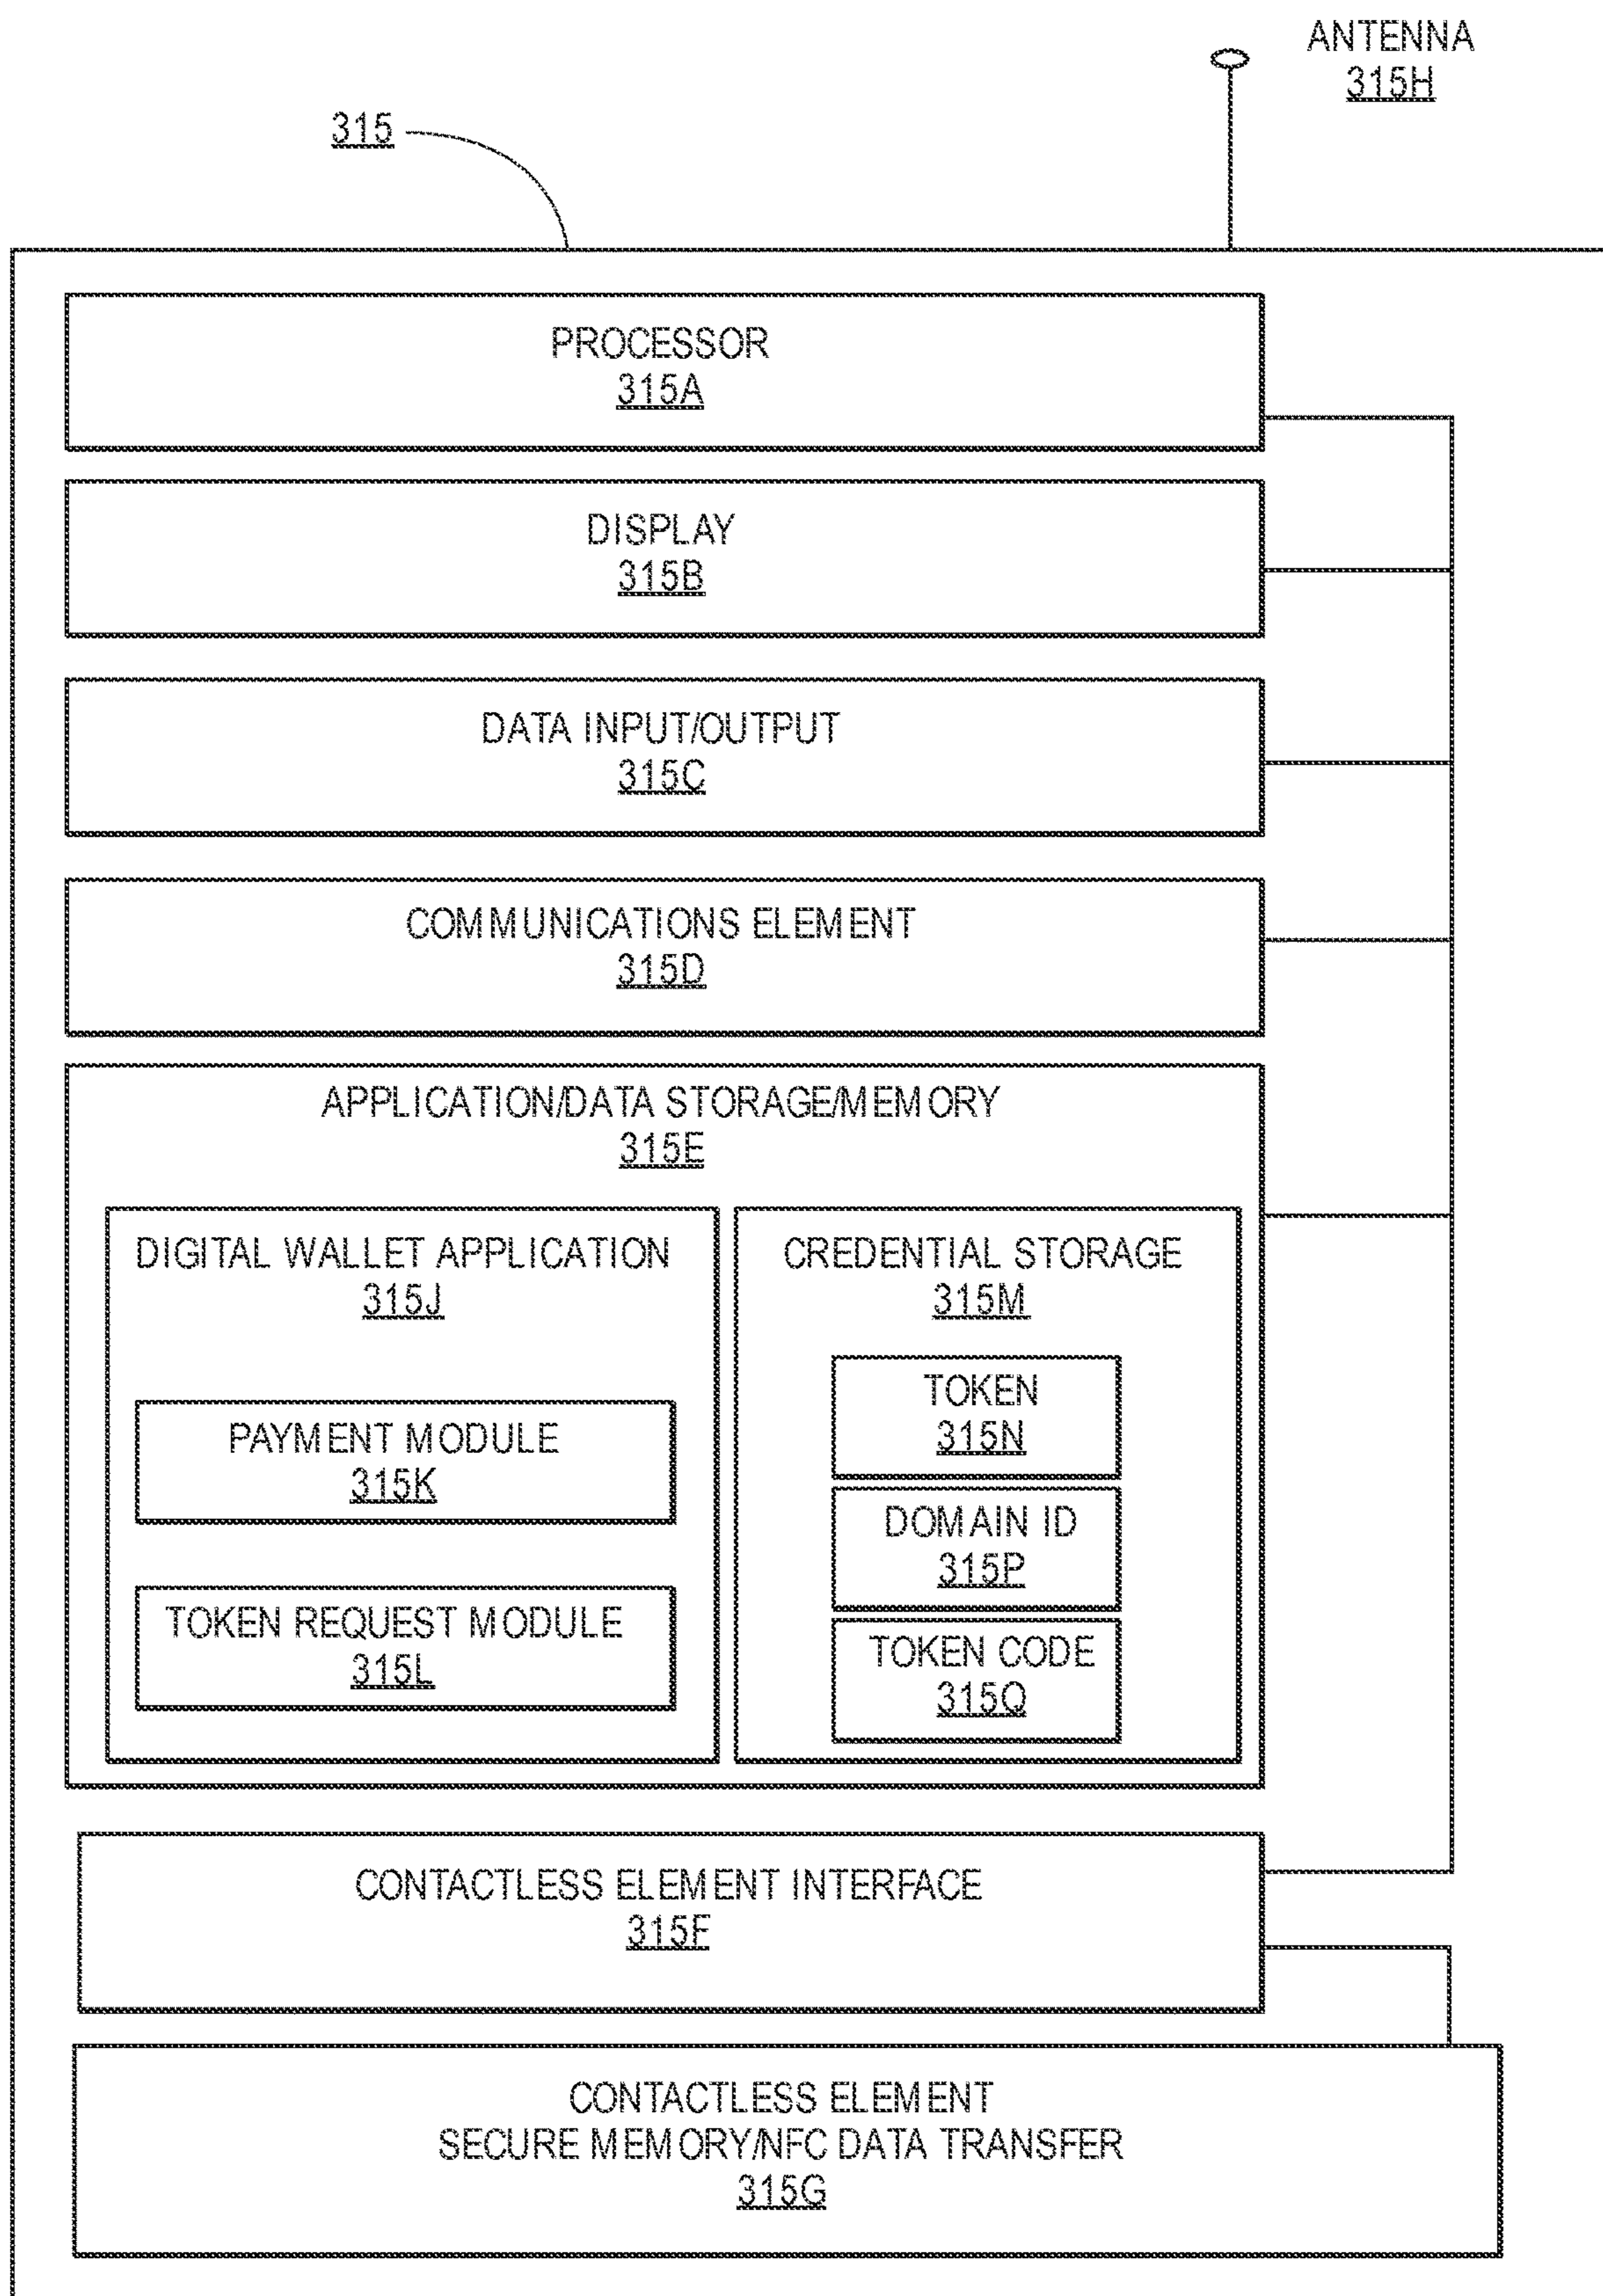 ANTENNA
315H
315
PROCESSOR
315A
DISPLAY
315B
DATA INPUT/OUTPUT
315C
COMMUNICATIONS ELEMENT
315D
APPLICATION/DATA STORAGE/MEMORY
315E
DIGITAL WALLET APPLICATION
315J
PAYMENT MODULE
315K
TOKEN REQUEST MODULE
315L
CREDENTIAL STORAGE
315M
TOKEN
315N
DOMAIN ID
315P
TOKEN CODE
315Q
CONTACTLESS ELEMENT INTERFACE
315F
CONTACTLESS ELEMENT
SECURE MEMORY/NFC DATA TRANSFER
315G